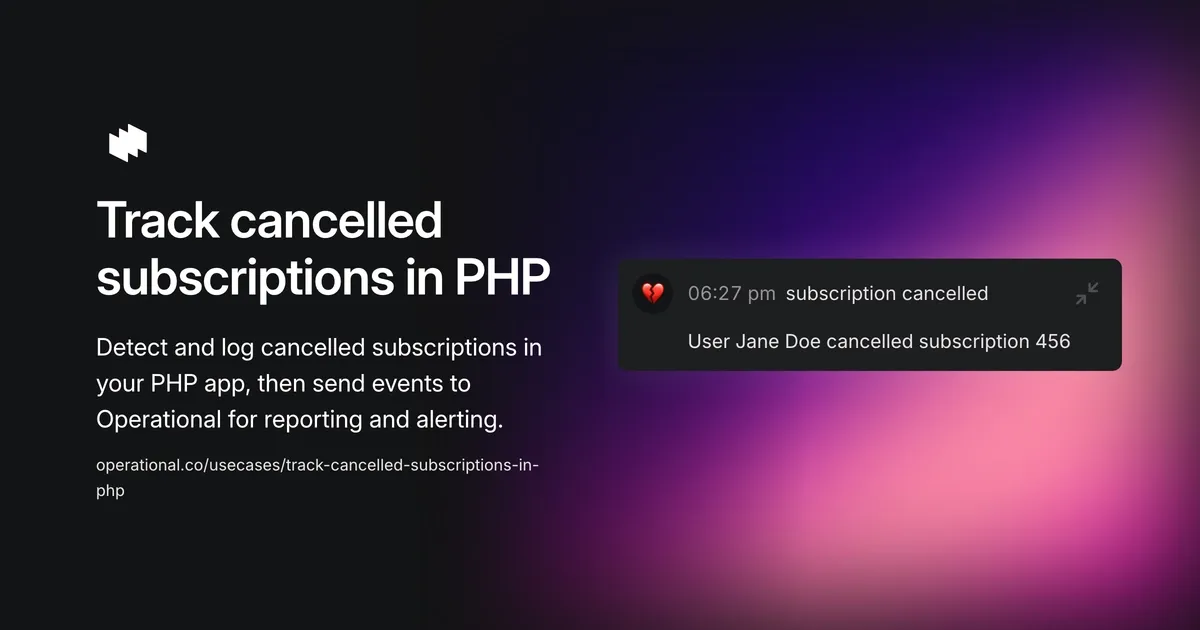 Track cancelled
subscriptions in PHP
Detect and log cancelled subscriptions in
your PHP app, then send events to
Operational for reporting and alerting.
operational.co/usecases/track-cancelled-subscriptions-in-
php
06:27 pm subscription cancelled
User Jane Doe cancelled subscription 456